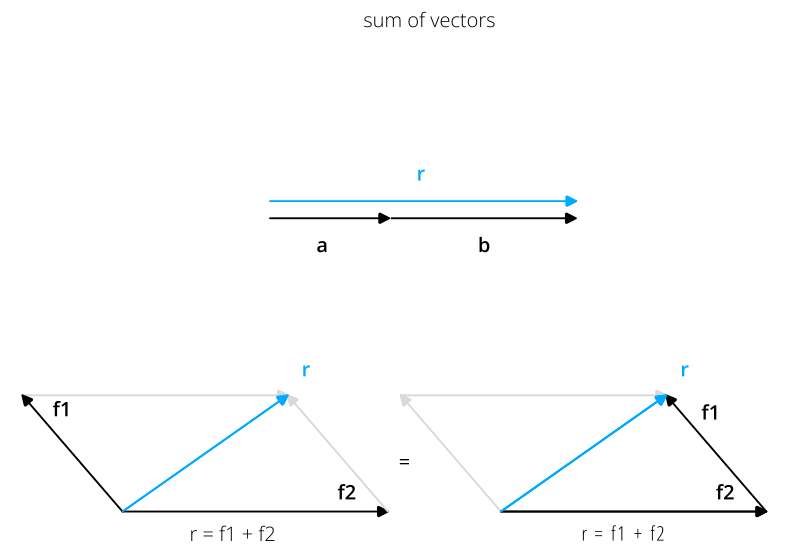 sum of vectors
r
a b
r r
f1 f1
=
f2 f2
r = f1 + f2 r = f1 + f2